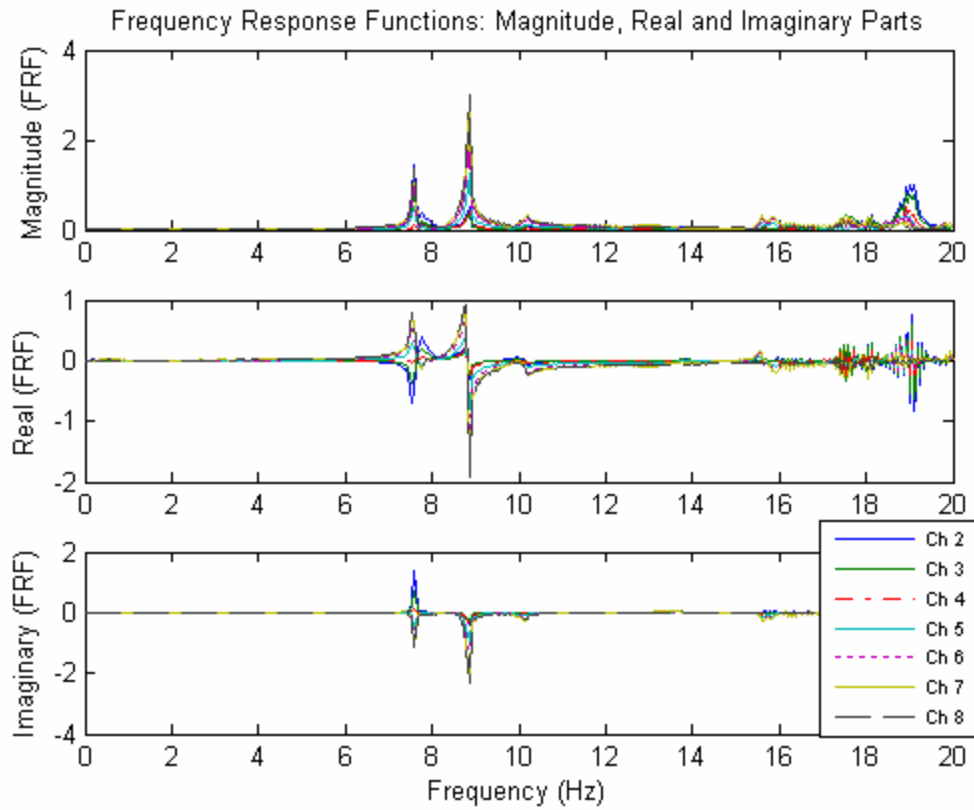 Frequency Response Functions: Magnitude, Real and Imaginary Parts
Magnitude (FRF)
4
2
0
0 2 4 6 8 10 12 14 16 18 20
Real (FRF)
1
0
-1
-2
0 2 4 6 8 10 12 14 16 18 20
Imaginary (FRF)
2
0
-2
-4
0 2 4 6 8 10 12 14 16 18 20
Frequency (Hz)
Ch 2
Ch 3
Ch 4
Ch 5
Ch 6
Ch 7
Ch 8